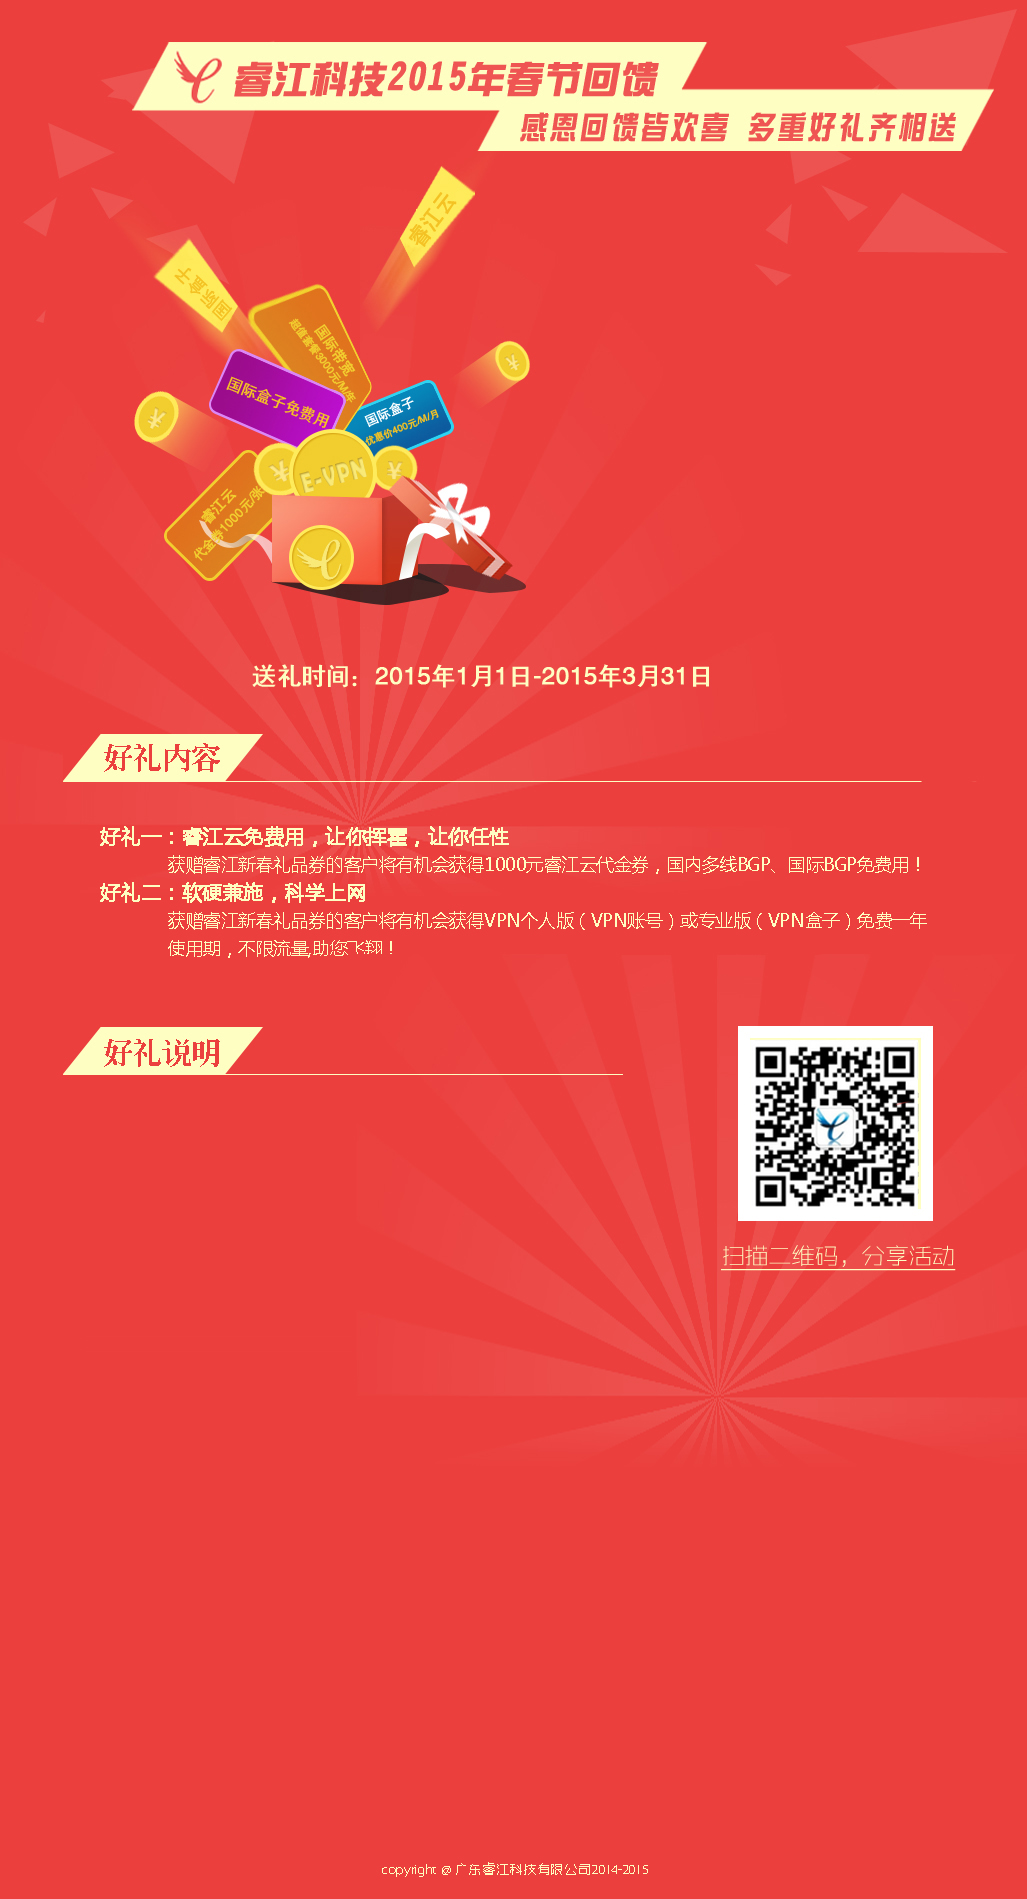 睿江科技2015年春节回馈
感恩回馈皆欢喜 多重好礼齐相送
睿江云
国际盒子
国际带宽
超值套餐3000元/M/年
国际盒子免费用
国际盒子
优惠价400元/M/月
E-VPN
睿江云
代金券1000元/张
送礼时间：2015年1月1日-2015年3月31日
好礼内容
好礼一：睿江云免费用，让你挥霍，让你任性
获赠睿江新春礼品券的客户将有机会获得1000元睿江云代金券，国内多线BGP、国际BGP免费用！
好礼二：软硬兼施，科学上网
获赠睿江新春礼品券的客户将有机会获得VPN个人版（VPN账号）或专业版（VPN盒子）免费一年
使用期，不限流量,助您飞翔！
好礼说明
扫描二维码，分享活动
copyright @ 广东睿江科技有限公司2014-2015